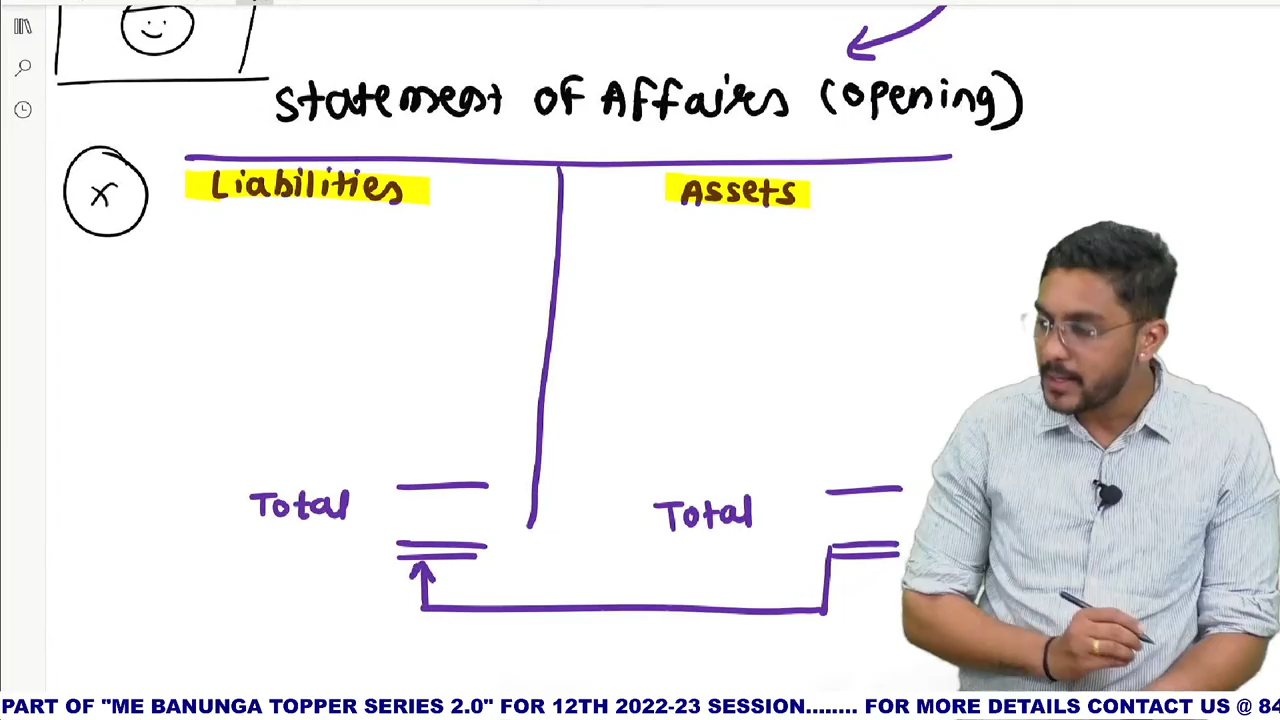 Statement of Affairs (opening)
x
Liabilities
Assets
Total
Total
PART OF "ME BANUNGA TOPPER SERIES 2.0" FOR 12TH 2022-23 SESSION........ FOR MORE DETAILS CONTACT US @ 84